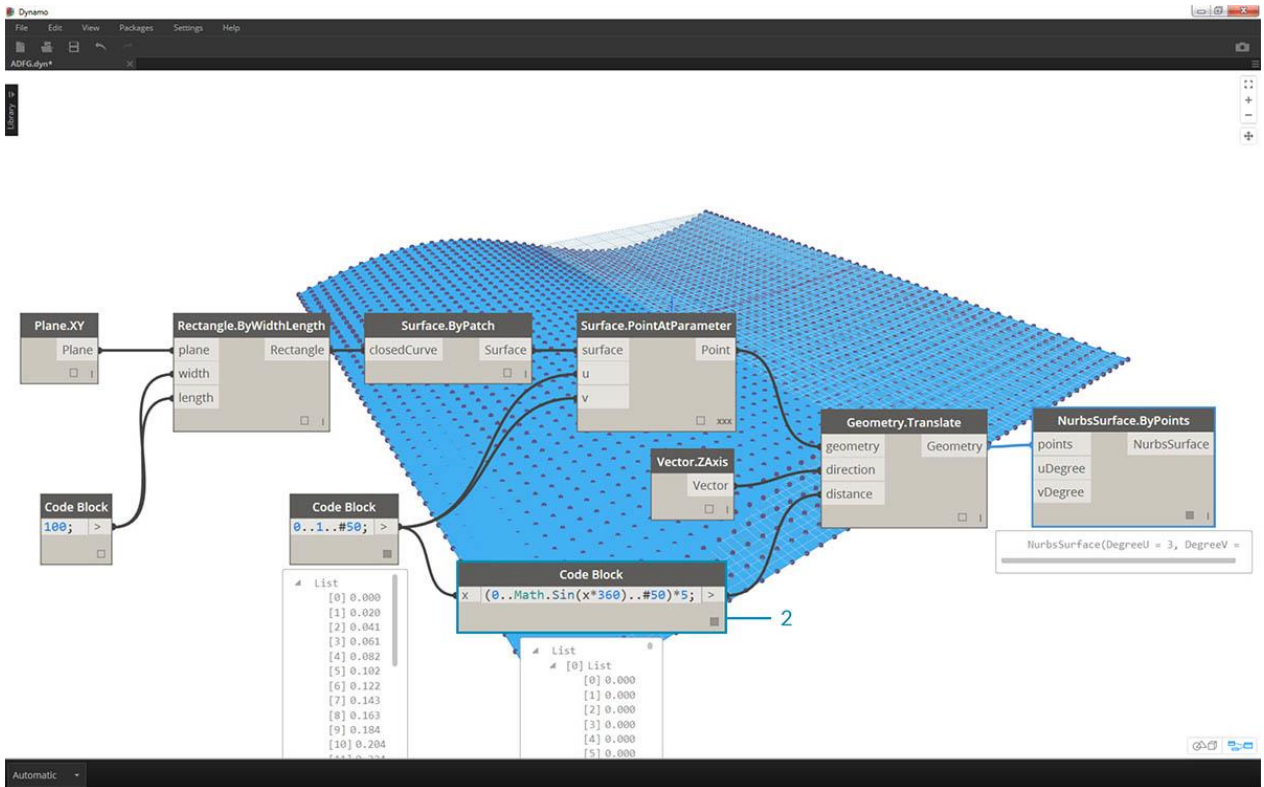 Dynamo
File Edit View Packages Settings Help
ADFG.dyn*
Library
Plane.XY
Plane
Rectangle.ByWidthLength
plane Rectangle
width
length
Surface.ByPatch
closedCurve Surface
Surface.PointAtParameter
surface Point
u
v
xxx
Geometry.Translate
geometry Geometry
direction
distance
NurbsSurface.ByPoints
points NurbsSurface
uDegree
vDegree
NurbsSurface(DegreeU = 3, DegreeV =
Vector.ZAxis
Vector
Code Block
100; >
Code Block
0..1..#50; >
List
[0] 0.000
[1] 0.020
[2] 0.041
[3] 0.061
[4] 0.082
[5] 0.102
[6] 0.122
[7] 0.143
[8] 0.163
[9] 0.184
[10] 0.204
Code Block
x (0..Math.Sin(x*360)..#50)*5; >
2
List
[0] List
[0] 0.000
[1] 0.000
[2] 0.000
[3] 0.000
[4] 0.000
[5] 0.000
Automatic